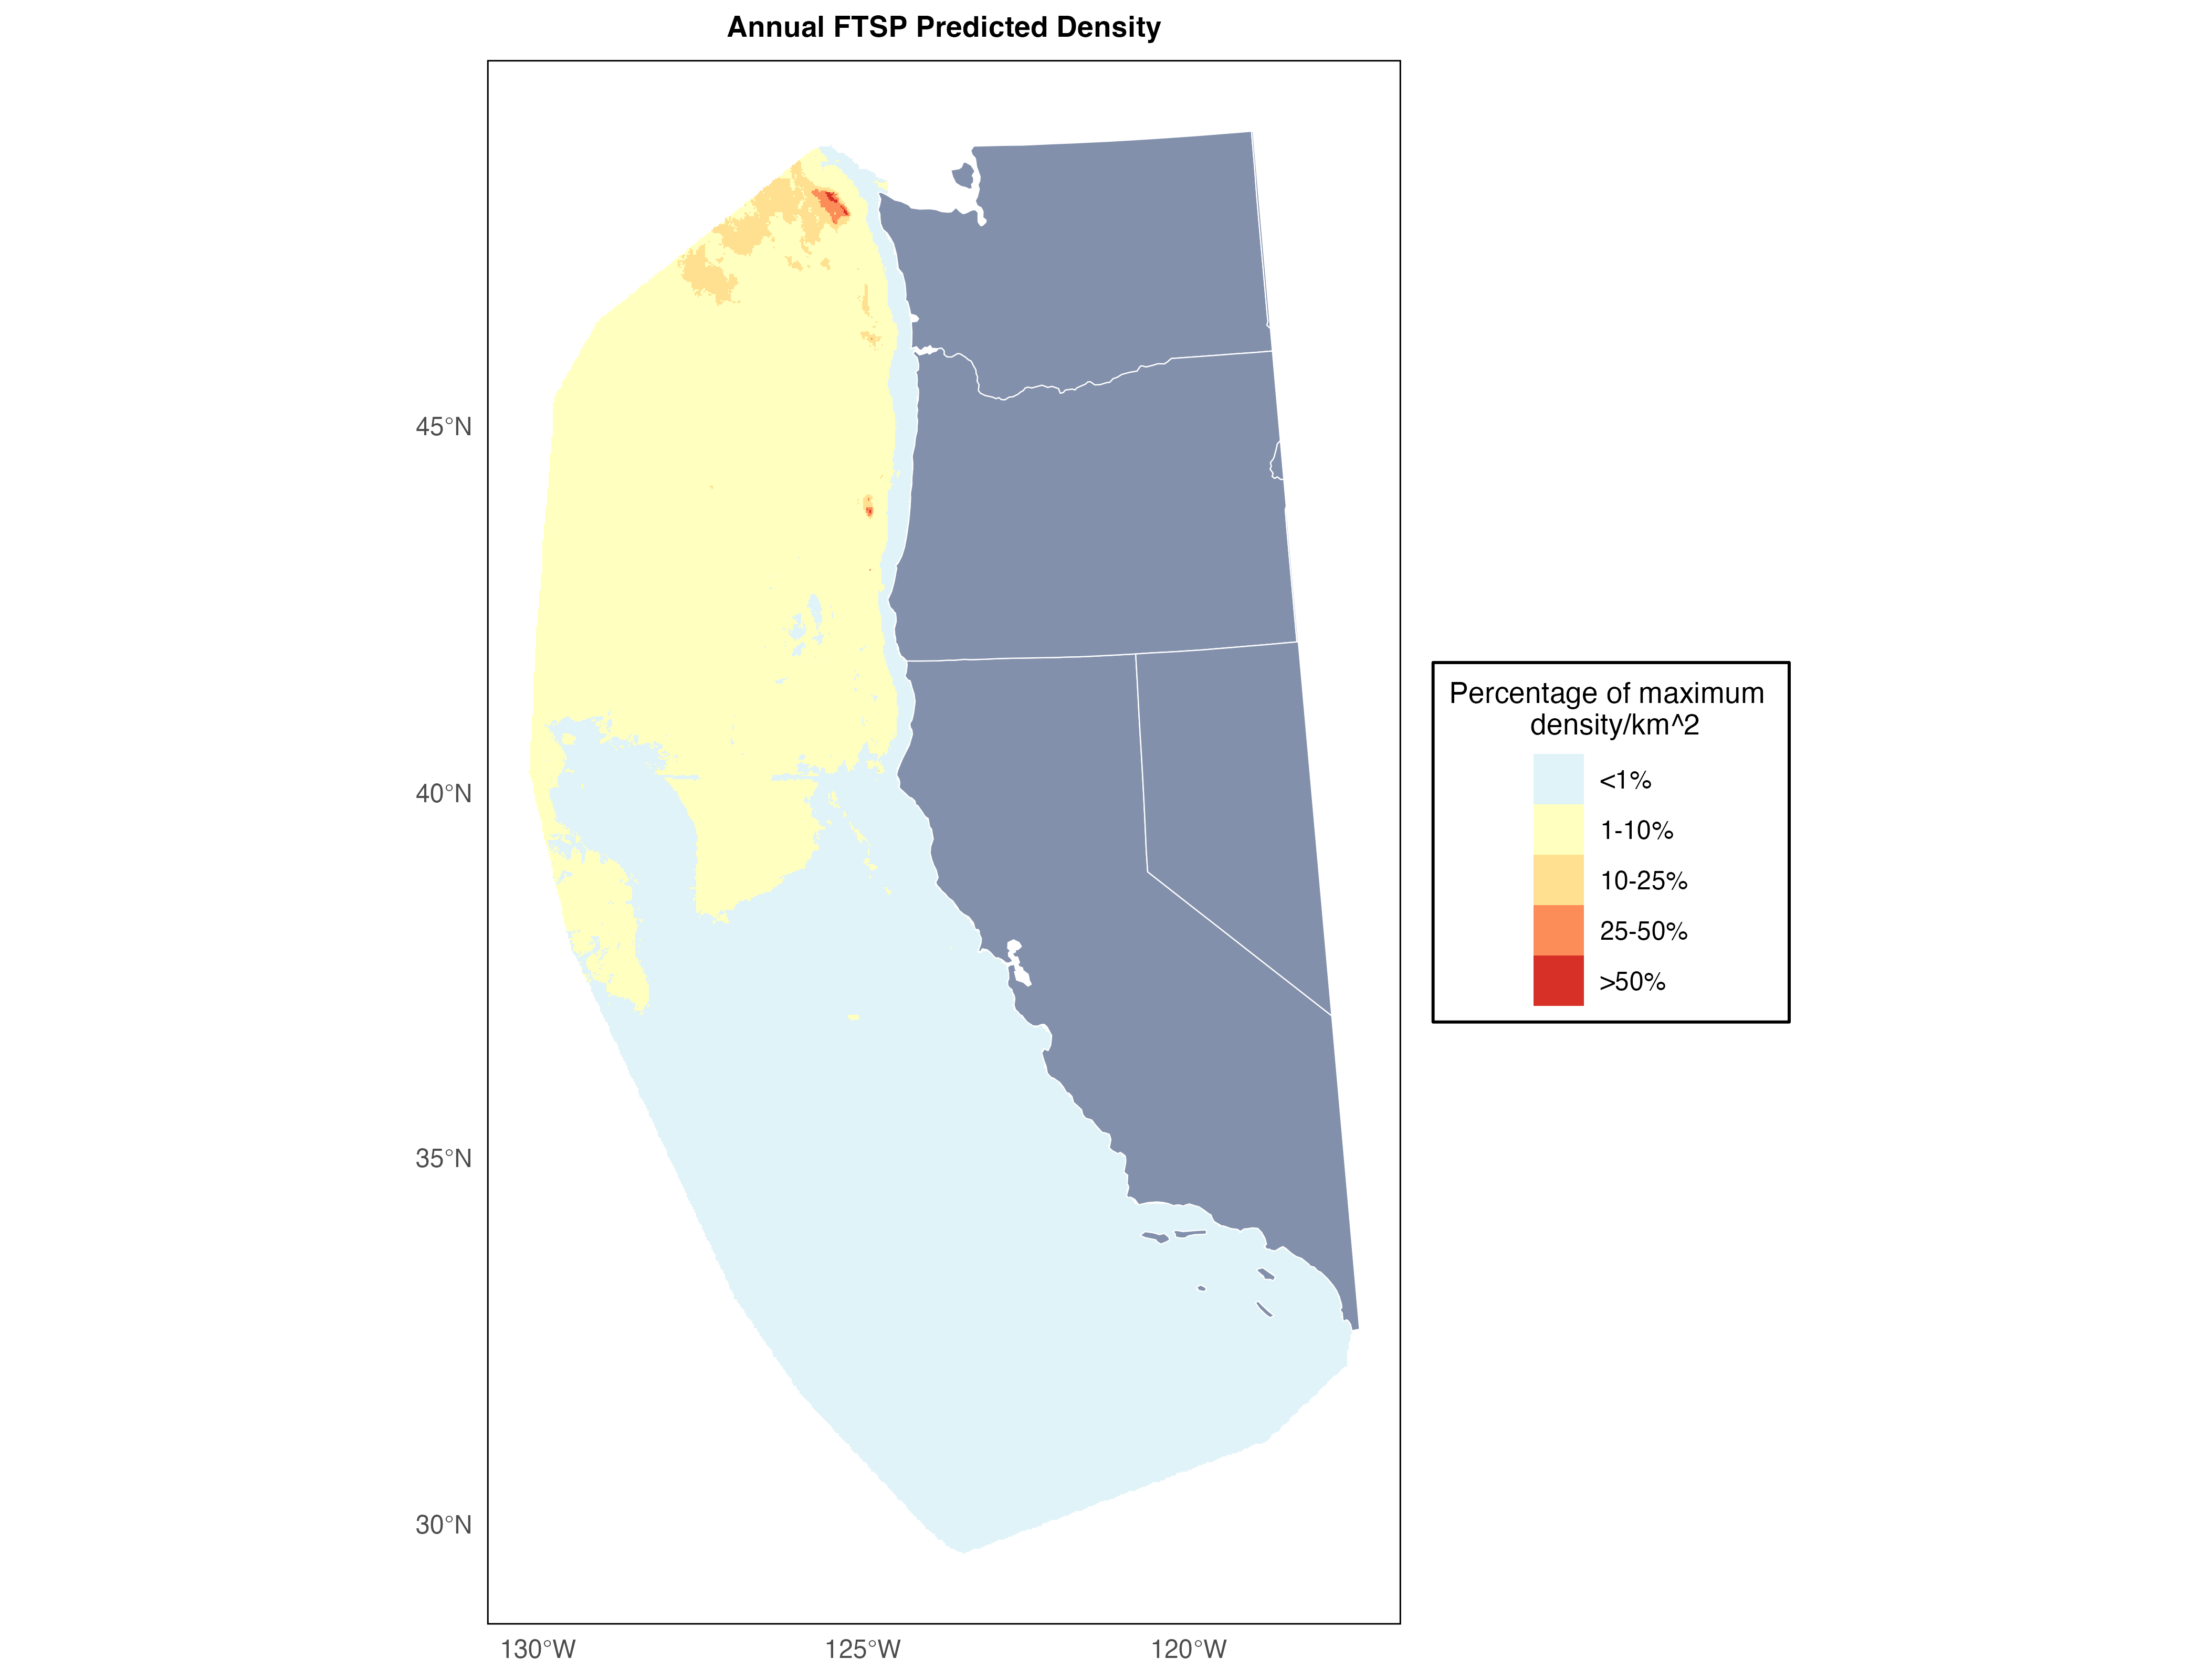 Annual FTSP Predicted Density
45°N
40°N
35°N
30°N
130°W
125°W
120°W
Percentage of maximum
density/km^2
<1%
1-10%
10-25%
25-50%
>50%